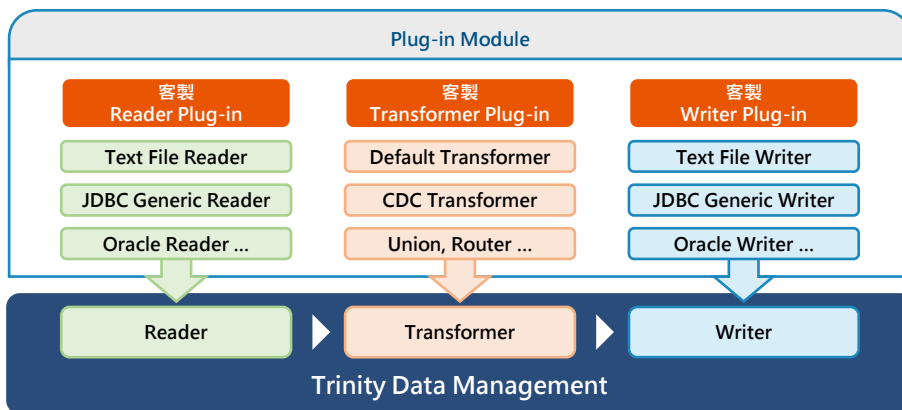 Plug-in Module
客製
Reader Plug-in
Text File Reader
JDBC Generic Reader
Oracle Reader ...
客製
Transformer Plug-in
Default Transformer
CDC Transformer
Union, Router ...
客製
Writer Plug-in
Text File Writer
JDBC Generic Writer
Oracle Writer ...
Reader
Transformer
Writer
Trinity Data Management